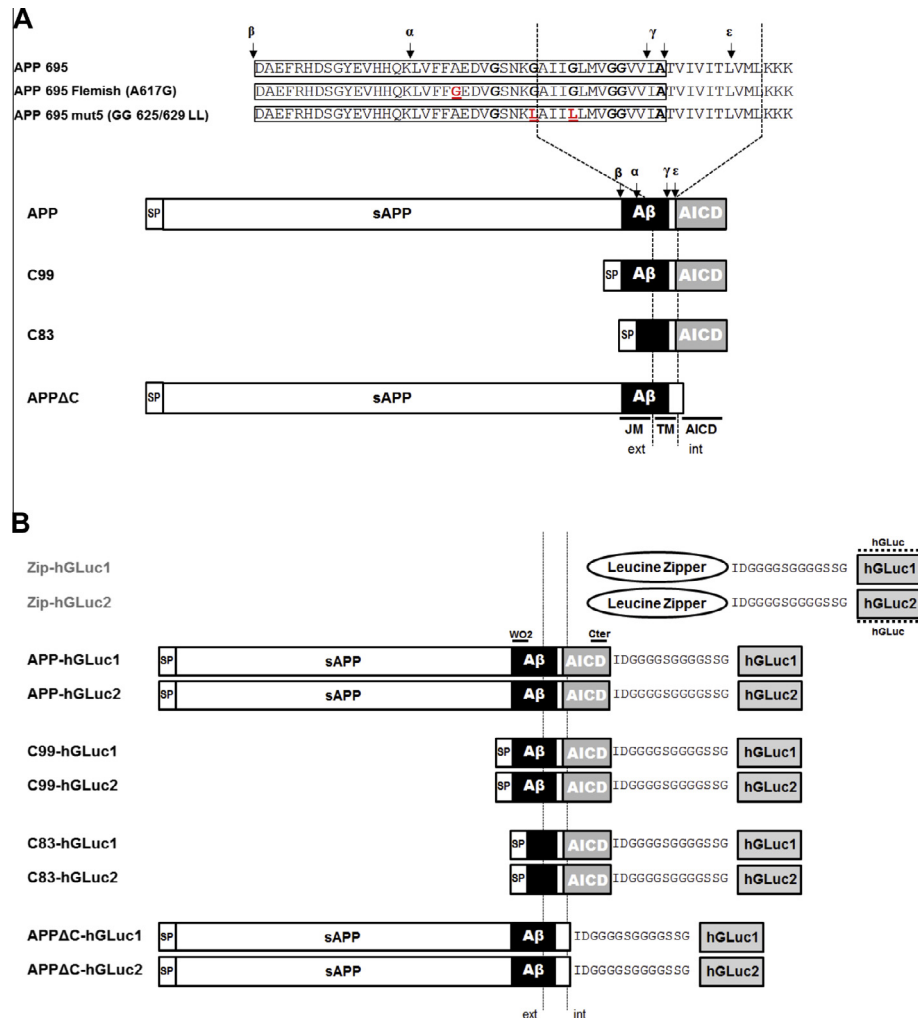 A
β α γ ε
APP 695 DAEFRHDSGYEVHHQKLVFFAEDVGSNKGAIIGLMVGGVVIATVIVITLVMLKKK
APP 695 Flemish (A617G) DAEFRHDSGYEVHHQKLVFFGEDVGSNKGAIIGLMVGGVVIATVIVITLVMLKKK
APP 695 mut5 (GG 625/629 LL) DAEFRHDSGYEVHHQKLVFFAEDVGSNKLAIILLMVGGVVIATVIVITLVMLKKK
β α γ ε
APP SP sAPP Aβ AICD
C99 SP Aβ AICD
C83 SP AICD
APPΔC SP sAPP Aβ
JM TM AICD
ext int
B
hGLuc
Zip-hGLuc1 Leucine Zipper IDGGGGSGGGGSSG hGLuc1
Zip-hGLuc2 Leucine Zipper IDGGGGSGGGGSSG hGLuc2
hGLuc
WO2 Cter
APP-hGLuc1 SP sAPP Aβ AICD IDGGGGSGGGGSSG hGLuc1
APP-hGLuc2 SP sAPP Aβ AICD IDGGGGSGGGGSSG hGLuc2
C99-hGLuc1 SP Aβ AICD IDGGGGSGGGGSSG hGLuc1
C99-hGLuc2 SP Aβ AICD IDGGGGSGGGGSSG hGLuc2
C83-hGLuc1 SP AICD IDGGGGSGGGGSSG hGLuc1
C83-hGLuc2 SP AICD IDGGGGSGGGGSSG hGLuc2
APPΔC-hGLuc1 SP sAPP Aβ IDGGGGSGGGGSSG hGLuc1
APPΔC-hGLuc2 SP sAPP Aβ IDGGGGSGGGGSSG hGLuc2
ext int